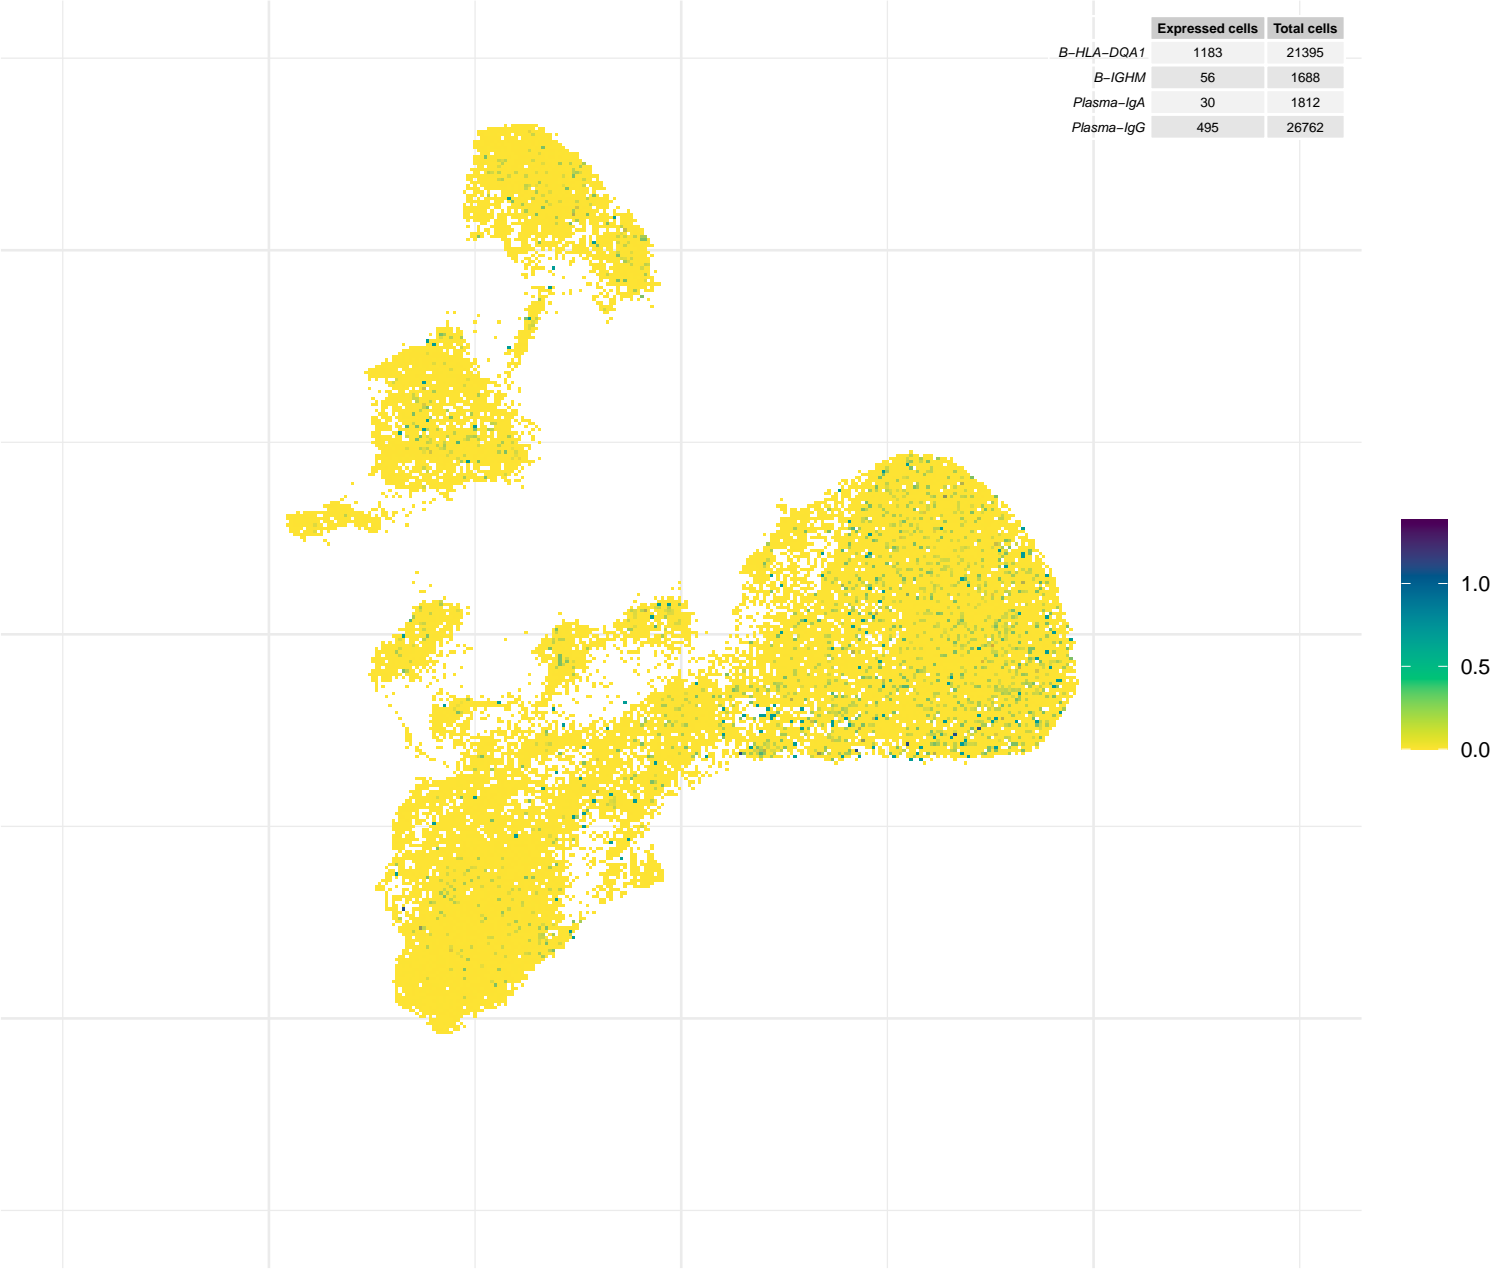 Expressed cells Total cells
B−HLA−DQA1 1183 21395
B−IGHM 56 1688
Plasma−IgA 30 1812
Plasma−IgG 495 26762
1.0
0.5
0.0